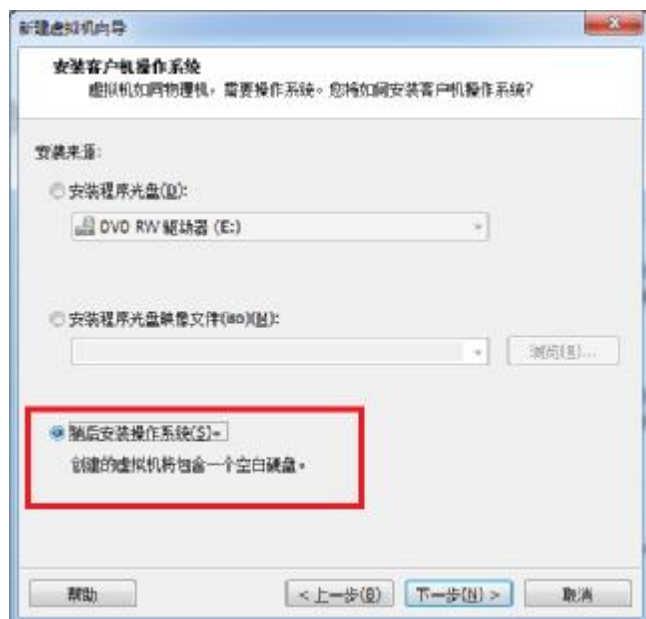 新建虚拟机向导
安装客户机操作系统
虚拟机如同物理机，需要操作系统。您将如何安装客户机操作系统?
安装来源:
安装程序光盘(D):
DVD RW 驱动器 (E:)
安装程序光盘映像文件(iso)(M):
浏览(R)...
稍后安装操作系统(S)。
创建的虚拟机将包含一个空白硬盘。
帮助
< 上一步(B)
下一步(N) >
取消